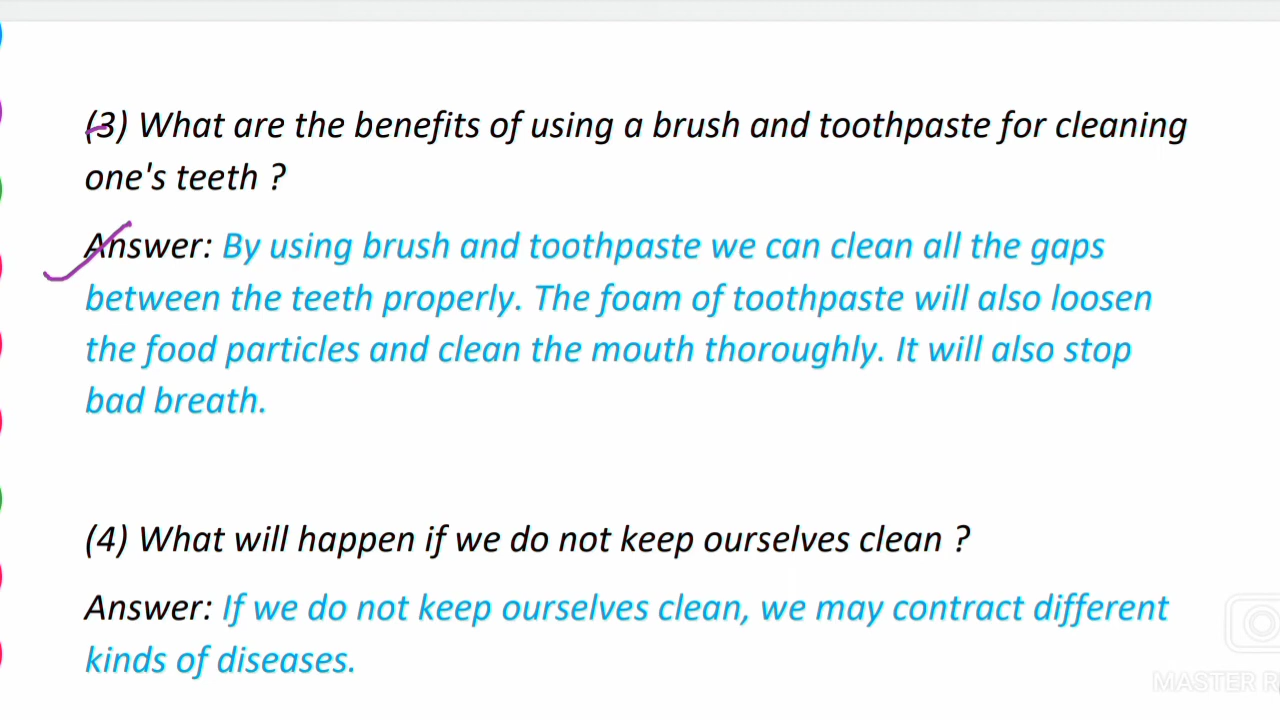 (3) What are the benefits of using a brush and toothpaste for cleaning
one's teeth ?
Answer: By using brush and toothpaste we can clean all the gaps
between the teeth properly. The foam of toothpaste will also loosen
the food particles and clean the mouth thoroughly. It will also stop
bad breath.
(4) What will happen if we do not keep ourselves clean ?
Answer: If we do not keep ourselves clean, we may contract different
kinds of diseases.
MASTER